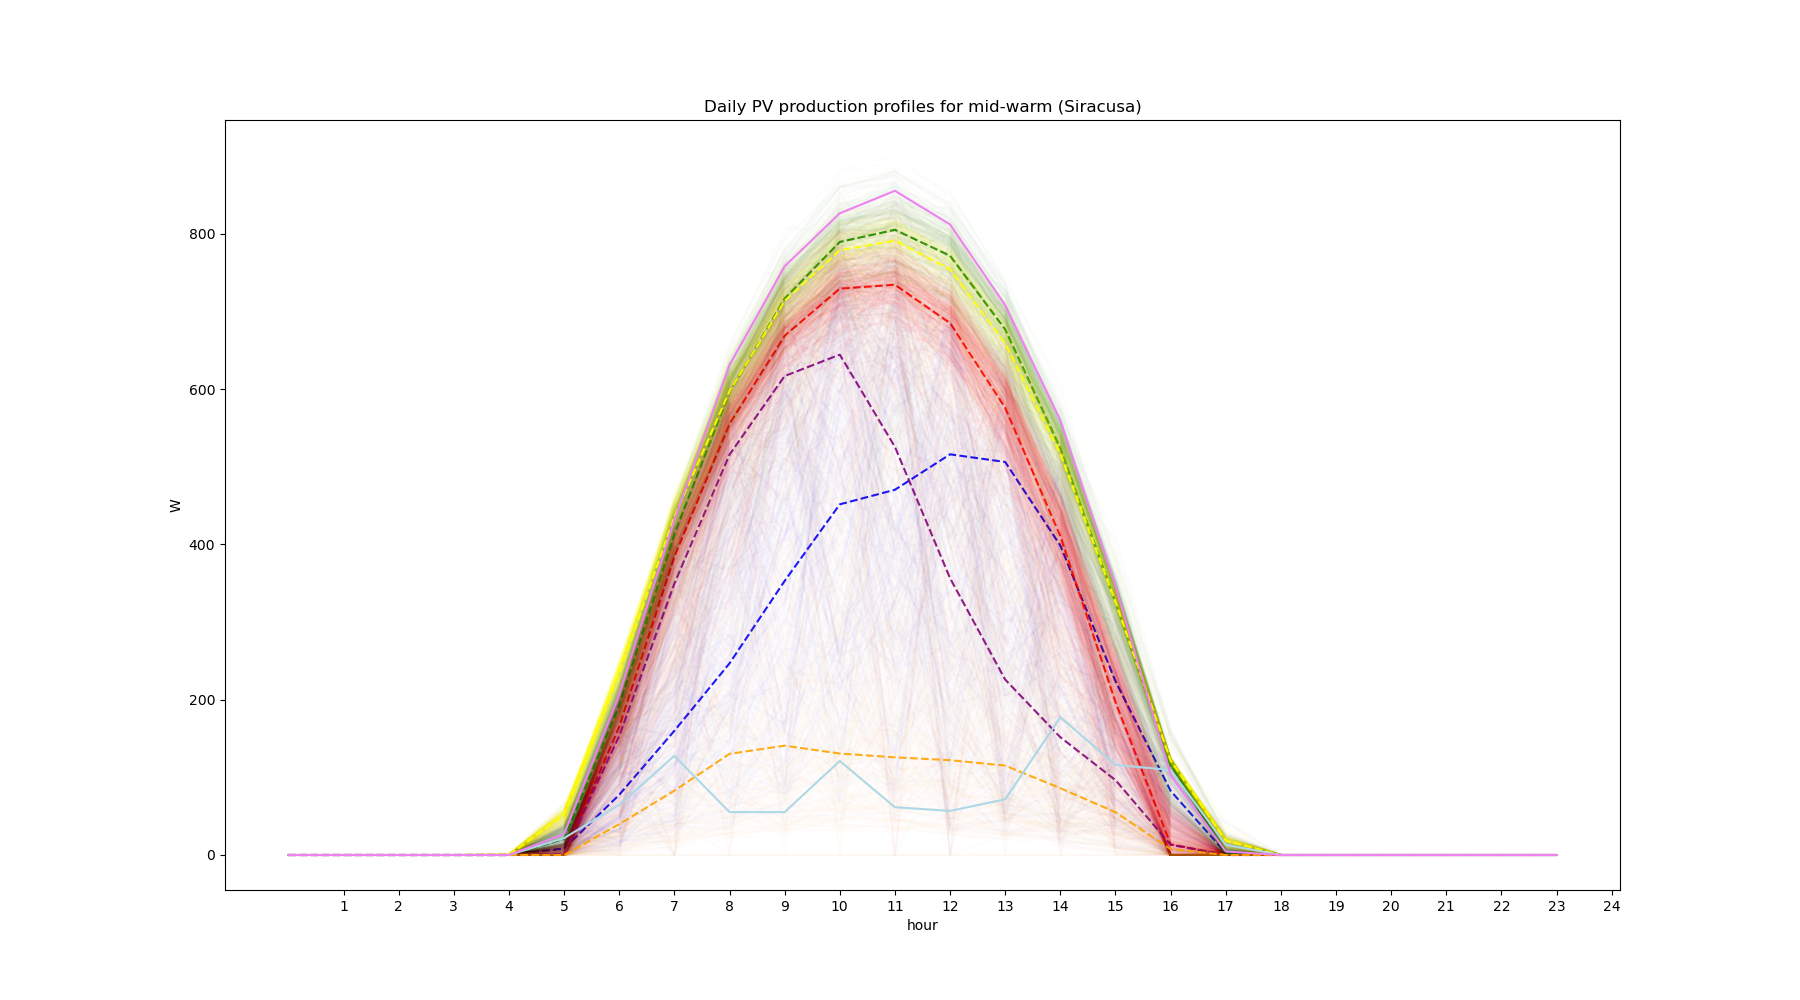 Daily PV production profiles for mid-warm (Siracusa)
800
600
400
200
0
W
1 2 3 4 5 6 7 8 9 10 11 12 13 14 15 16 17 18 19 20 21 22 23 24
hour